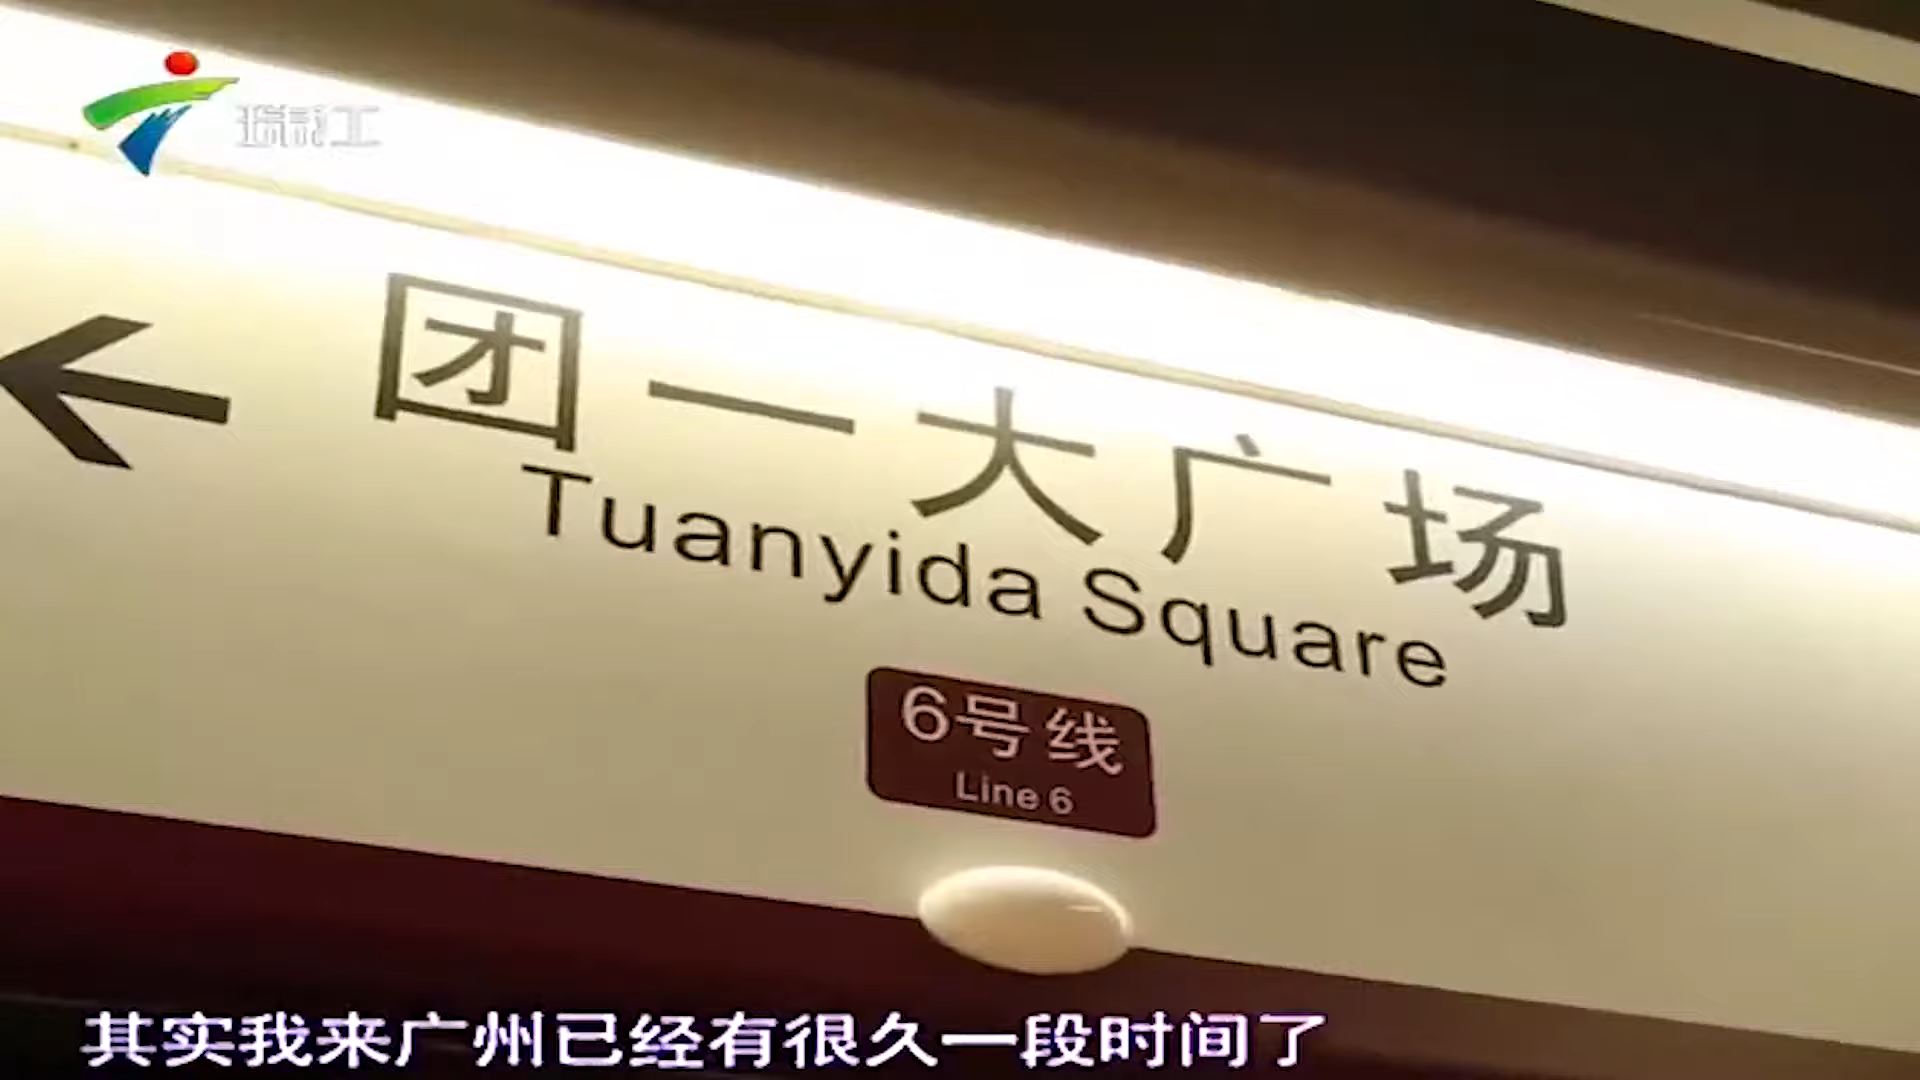 团一大广场
Tuanyida Square
6号线
Line 6
其实我来广州已经有很久一段时间了